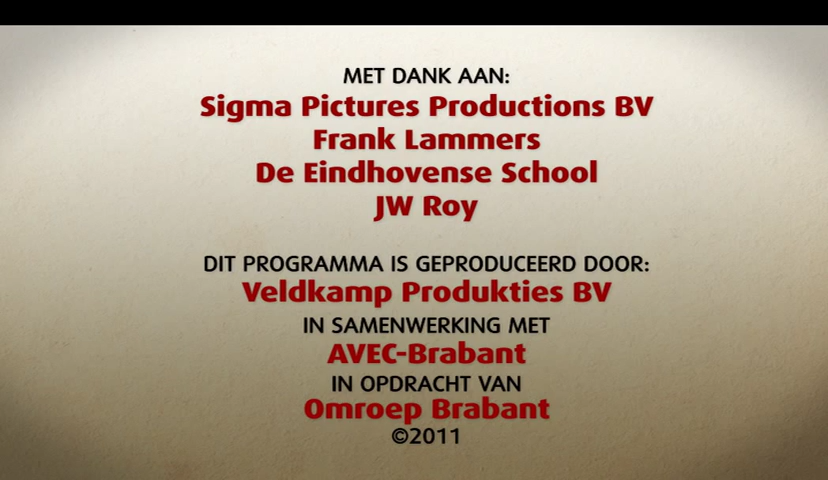 MET DANK AAN:
Sigma Pictures Productions BV
Frank Lammers
De Eindhovense School
JW Roy
DIT PROGRAMMA IS GEPRODUCEERD DOOR:
Veldkamp Produkties BV
IN SAMENWERKING MET
AVEC-Brabant
IN OPDRACHT VAN
Omroep Brabant
©2011